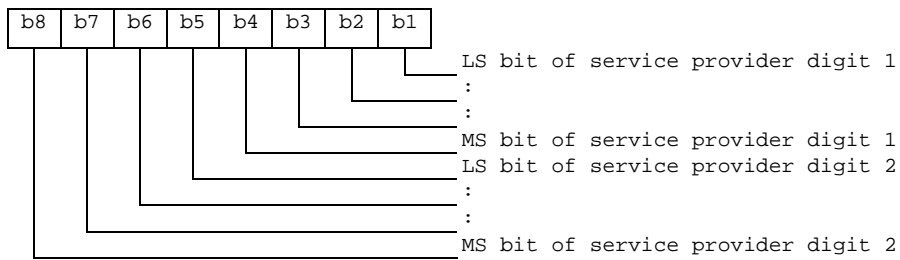 b8 b7 b6 b5 b4 b3 b2 b1
LS bit of service provider digit 1
:
:
MS bit of service provider digit 1
LS bit of service provider digit 2
:
:
MS bit of service provider digit 2